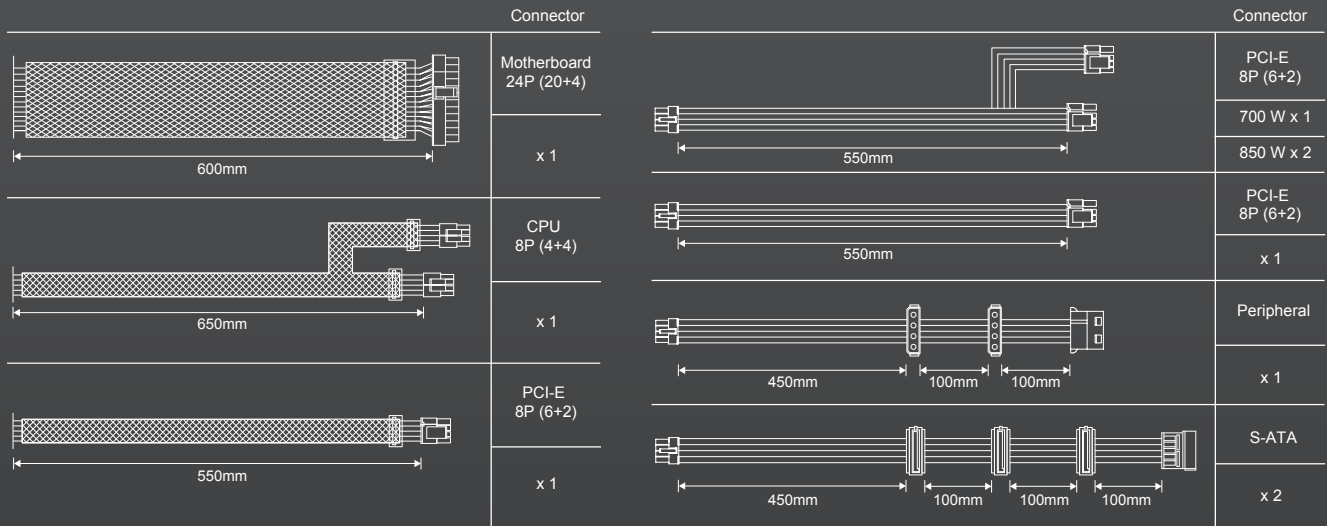 Connector
Motherboard
24P (20+4)
x 1
600mm
CPU
8P (4+4)
x 1
650mm
PCI-E
8P (6+2)
x 1
550mm
Connector
PCI-E
8P (6+2)
700 W x 1
850 W x 2
550mm
PCI-E
8P (6+2)
x 1
550mm
Peripheral
x 1
450mm 100mm 100mm
S-ATA
x 2
450mm 100mm 100mm 100mm